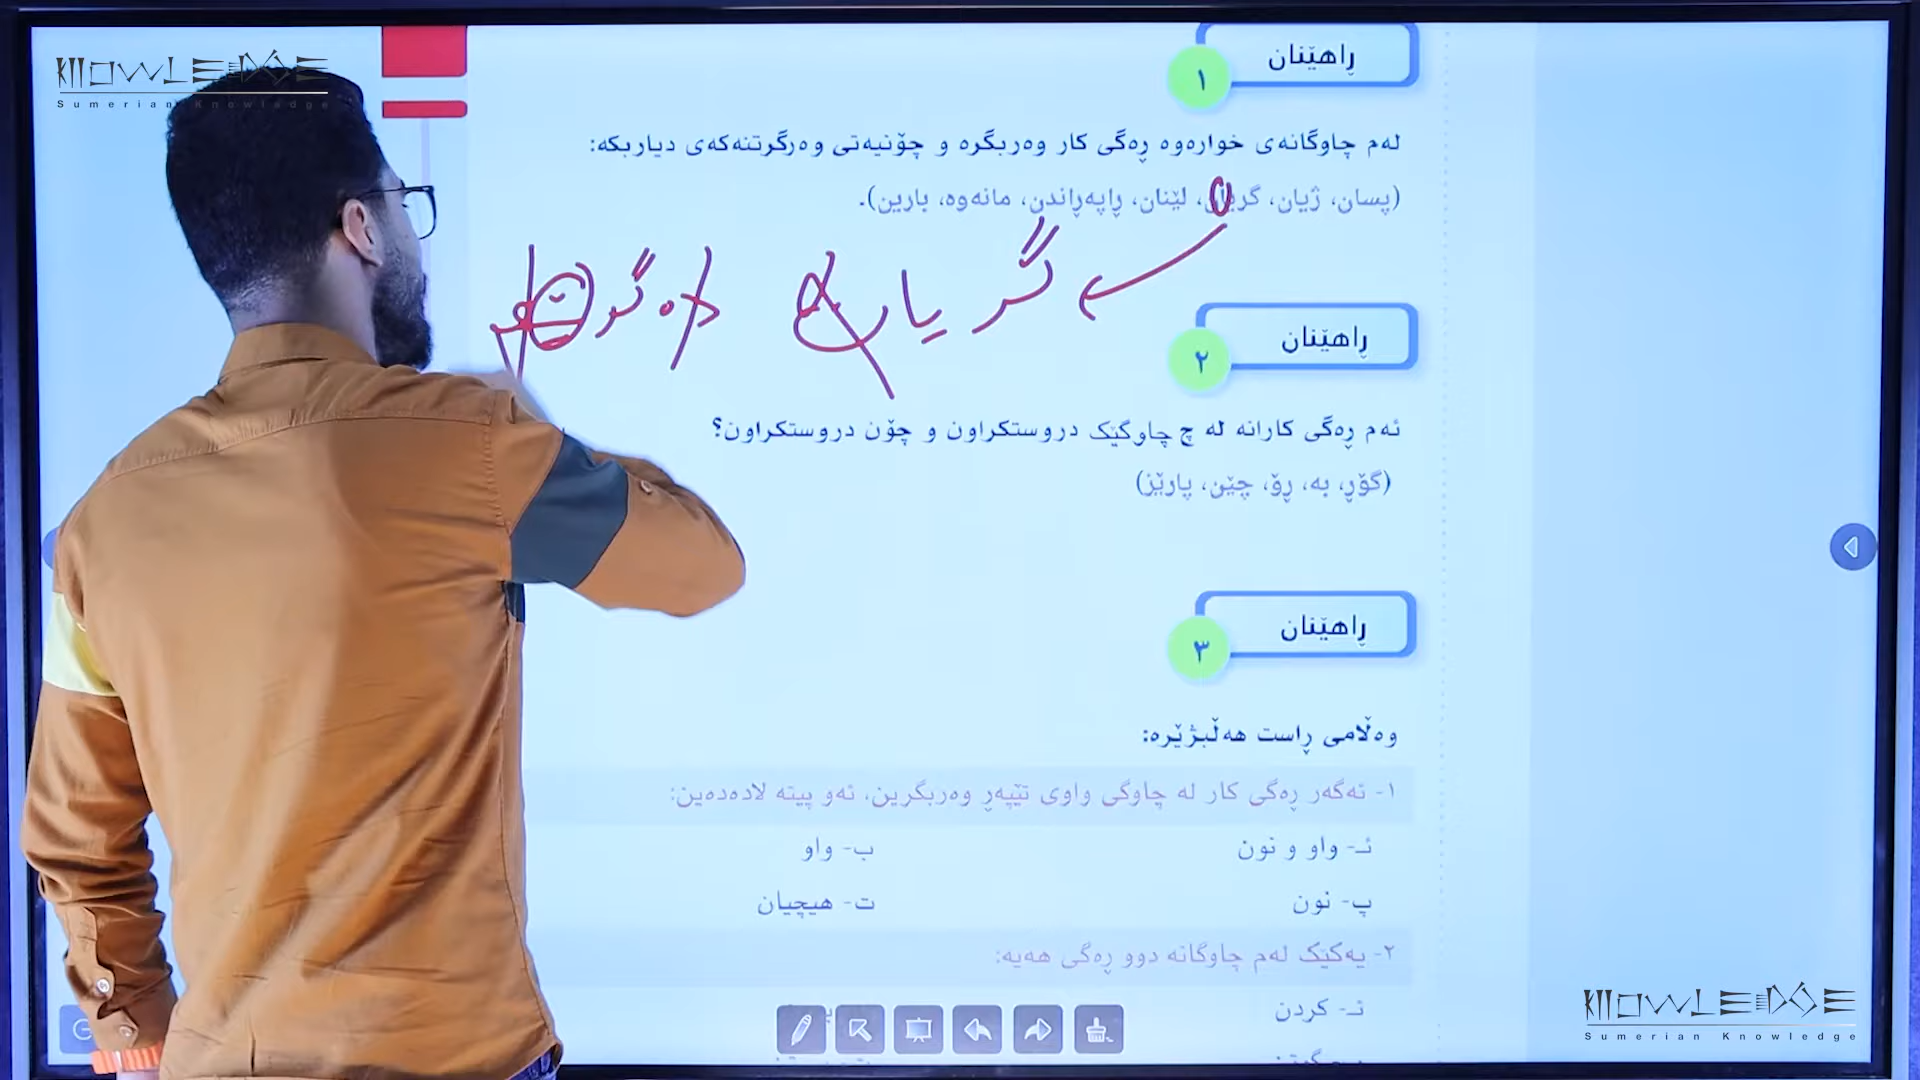 KNOWLEDGE
Sumerian Knowledge
ڕاهێنان
١
لەم چاوگانەی خوارەوە ڕەگی کار وەربگرە و چۆنیەتی وەرگرتنەکەی دیاربکە:
(پسان، ژیان، گریان، لێنان، ڕاپەڕاندن، مانەوە، بارین).
گریان
ڕاهێنان
٢
ئەم ڕەگی کارانە لە چ چاوگێک دروستکراون و چۆن دروستکراون؟
(گۆڕ، بە، ڕۆ، چێن، پارێز)
ڕاهێنان
٣
وەڵامی ڕاست هەڵبژێرە:
١- ئەگەر ڕەگی کار لە چاوگی واوی تێپەڕ وەربگرین، ئەو پیتە لادەدەین:
ئـ- واو و نون
ب- واو
پ- نون
ت- هیچیان
٢- یەکێک لەم چاوگانە دوو ڕەگی هەیە:
ئـ- کردن
KNOWLEDGE
Sumerian Knowledge